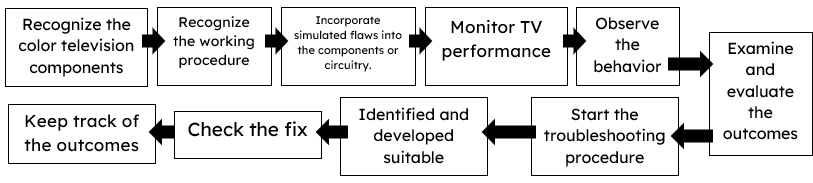 Recognize the
color television
components
Recognize
the working
procedure
Incorporate
simulated flaws into
the components or
circuitry.
Monitor TV
performance
Observe
the
behavior
Examine
and
evaluate
the
outcomes
Start the
troubleshooting
procedure
Identified and
developed
suitable
Check the fix
Keep track of
the outcomes